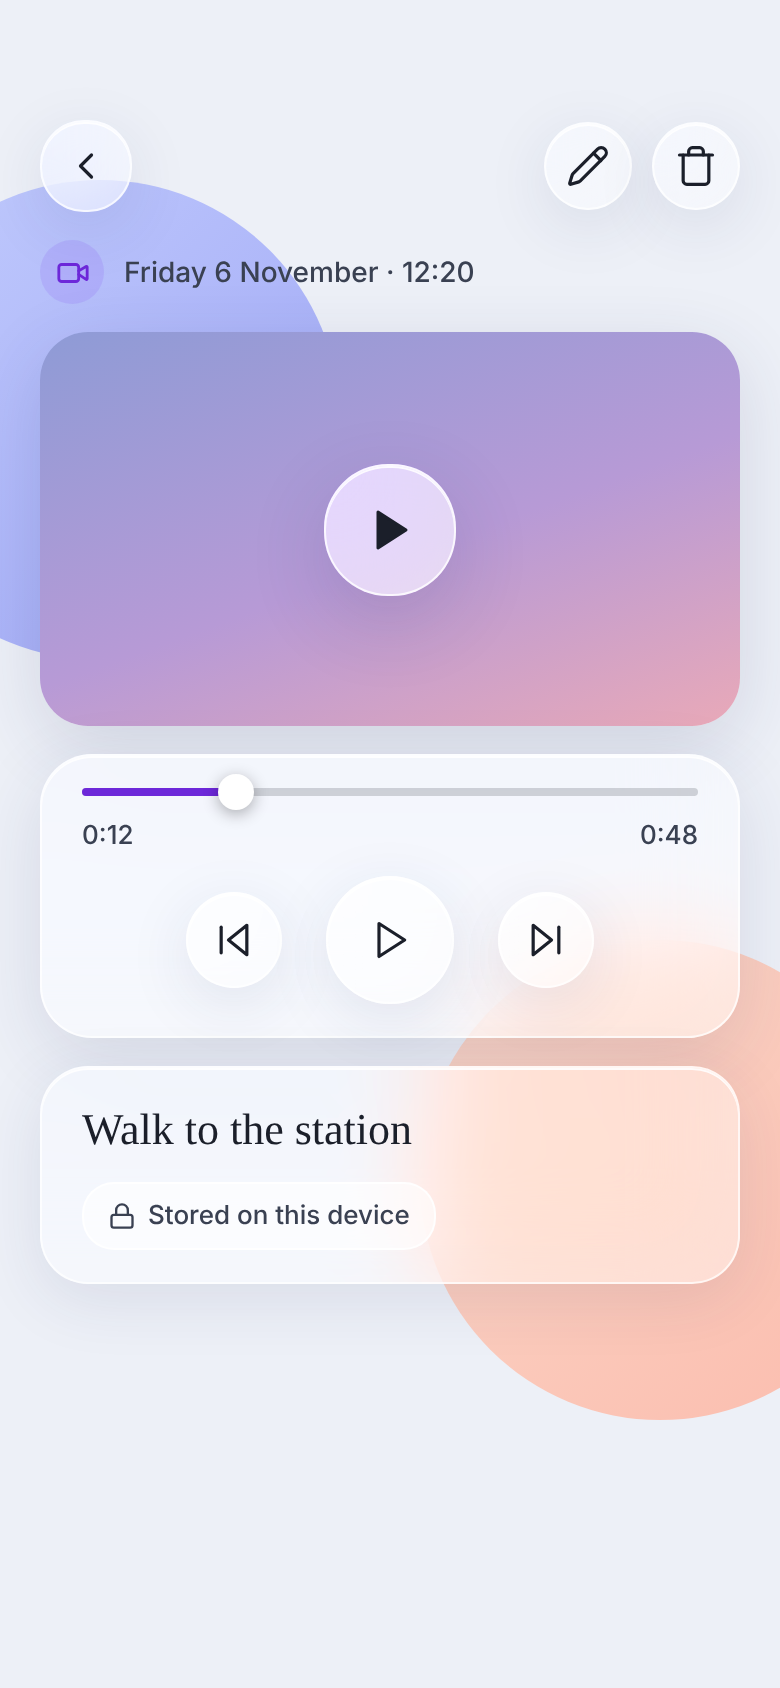 Friday 6 November · 12:20
0:12
0:48
Walk to the station
Stored on this device